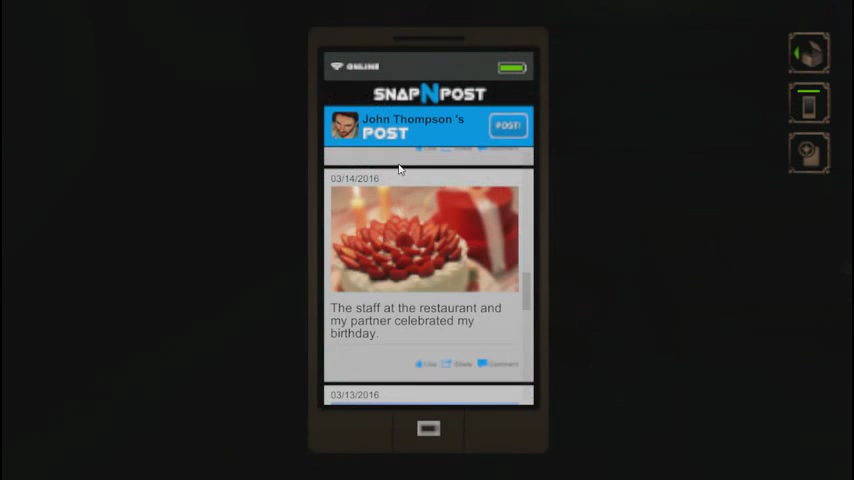 ONLINE
SNAPNPOST
John Thompson 's
POST
POST!
03/14/2016
The staff at the restaurant and
my partner celebrated my
birthday.
Like Share Comment
03/13/2016